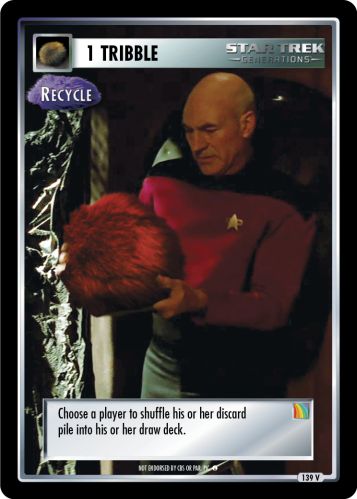 1 TRIBBLE
STAR TREK
GENERATIONS
RECYCLE
Choose a player to shuffle his or her discard
pile into his or her draw deck.
NOT ENDORSED BY CBS OR PAR. PIC.
139 V